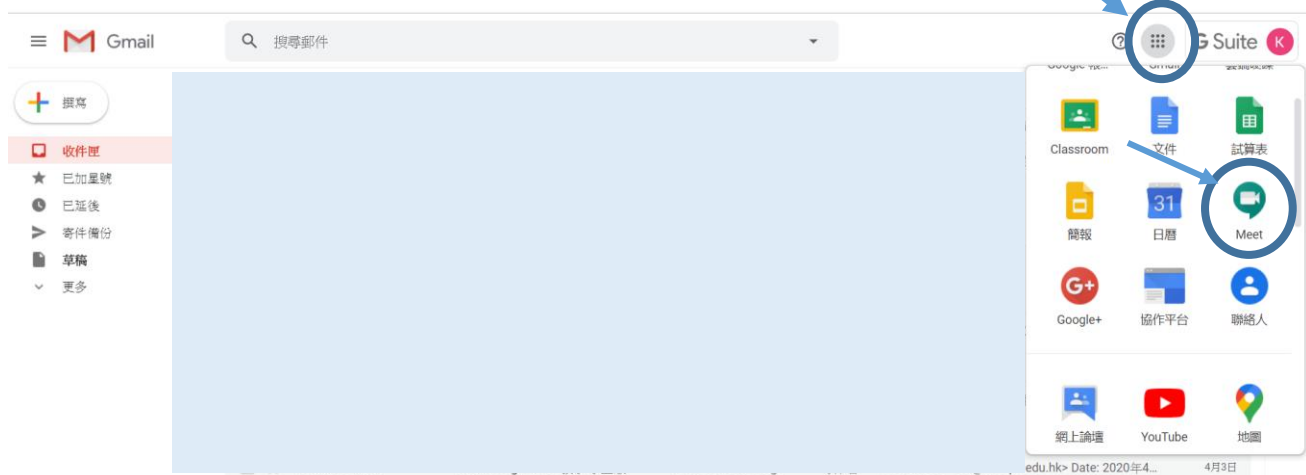 Gmail
搜尋郵件
G Suite
K
撰寫
收件匣
已加星號
已延後
寄件備份
草稿
更多
Google 帳...
Gmail
Classroom
文件
試算表
簡報
31
日曆
Meet
G+
Google+
協作平台
聯絡人
網上論壇
YouTube
地圖
edu.hk> Date: 2020年4...
4月3日